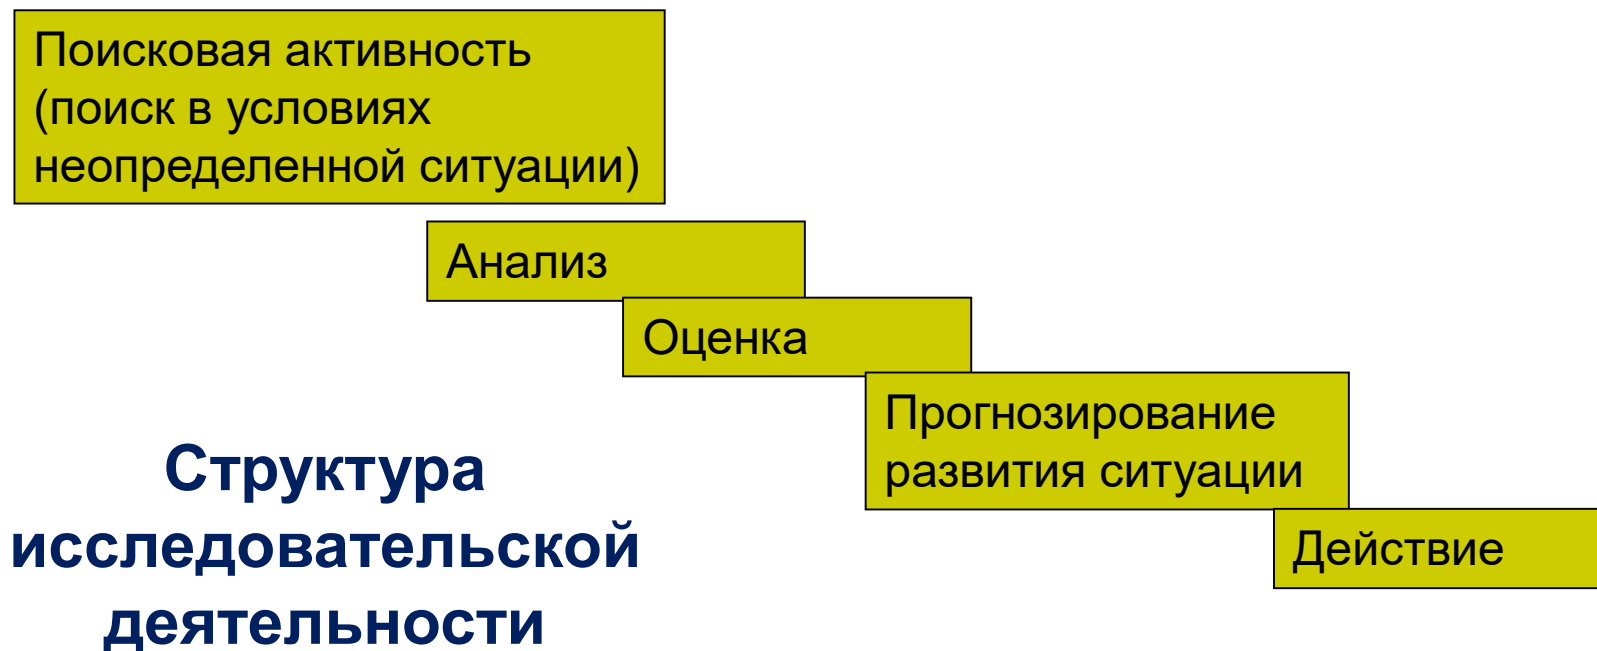 Поисковая активность
(поиск в условиях
неопределенной ситуации)
Анализ
Оценка
Прогнозирование
развития ситуации
Действие
Структура
исследовательской
деятельности